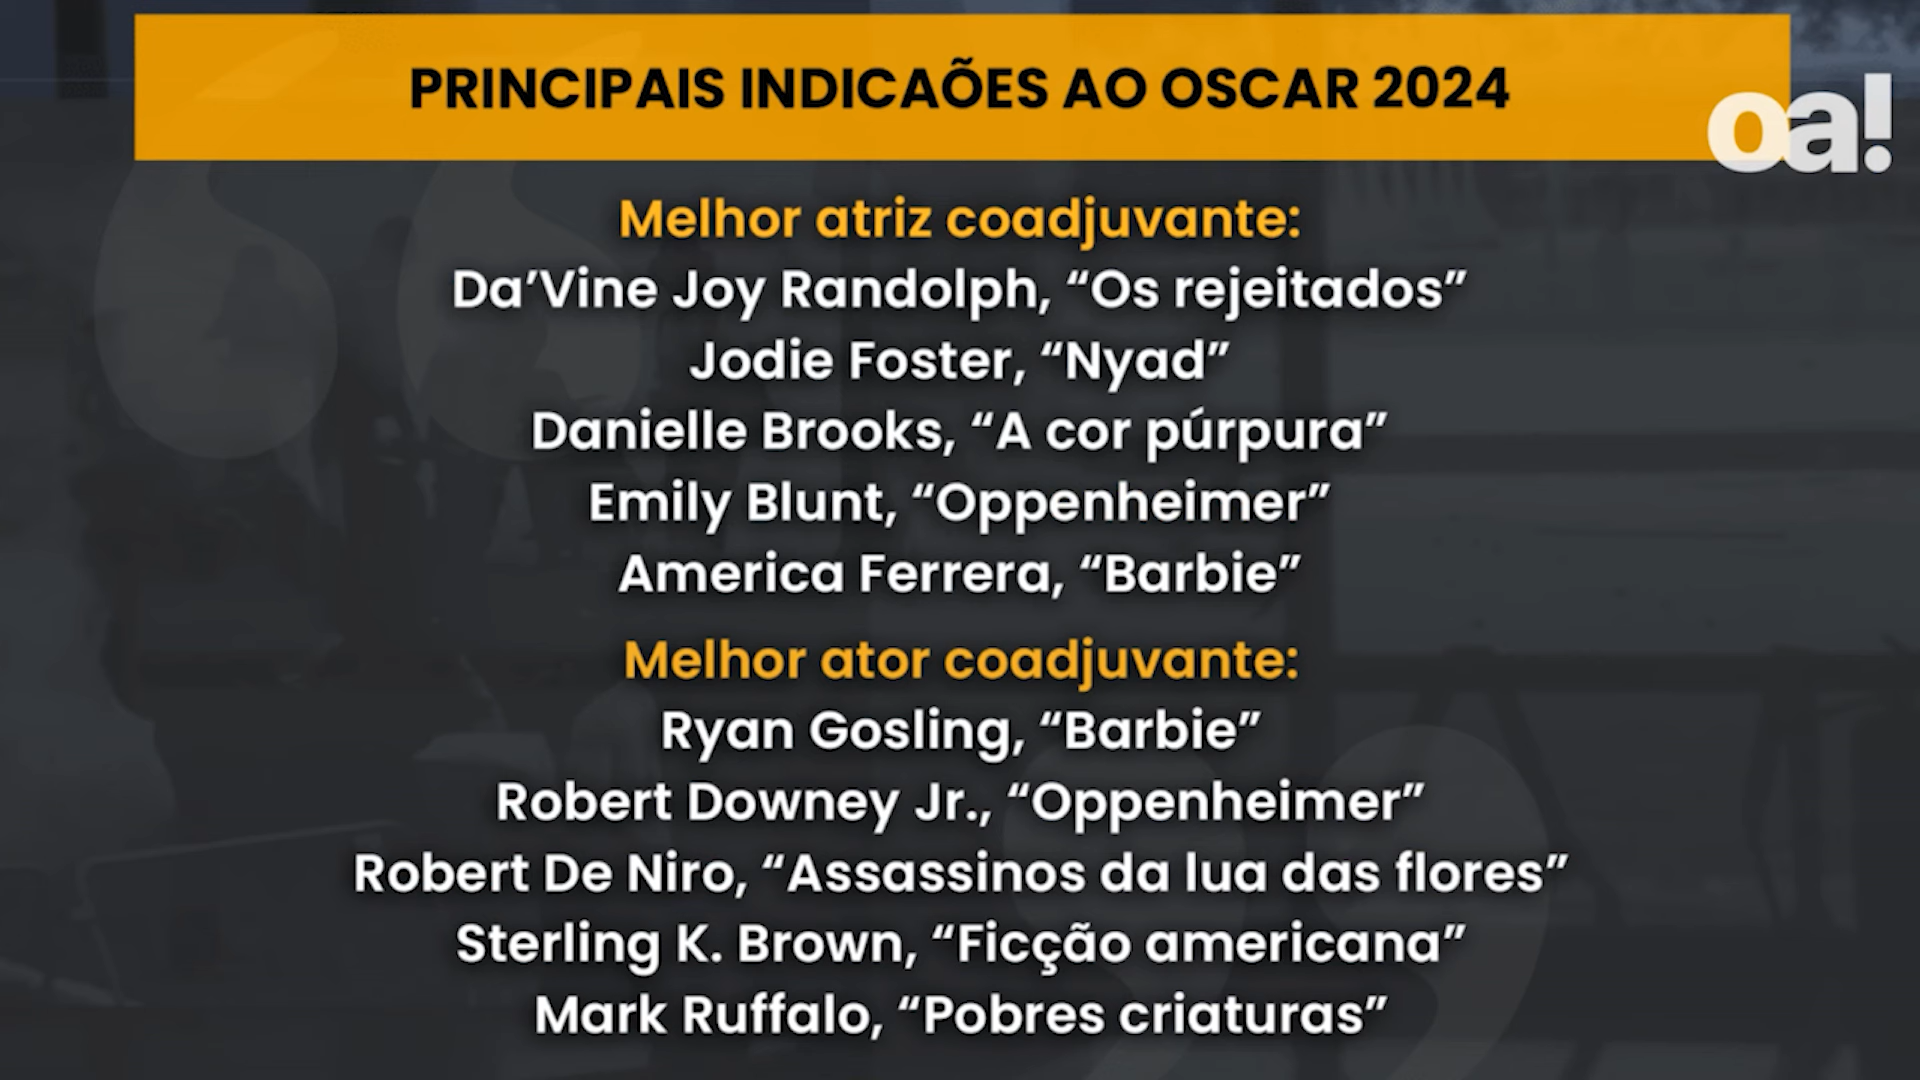 PRINCIPAIS INDICAÕES AO OSCAR 2024
oa!
Melhor atriz coadjuvante:
Da’Vine Joy Randolph, “Os rejeitados”
Jodie Foster, “Nyad”
Danielle Brooks, “A cor púrpura”
Emily Blunt, “Oppenheimer”
America Ferrera, “Barbie”
Melhor ator coadjuvante:
Ryan Gosling, “Barbie”
Robert Downey Jr., “Oppenheimer”
Robert De Niro, “Assassinos da lua das flores”
Sterling K. Brown, “Ficção americana”
Mark Ruffalo, “Pobres criaturas”